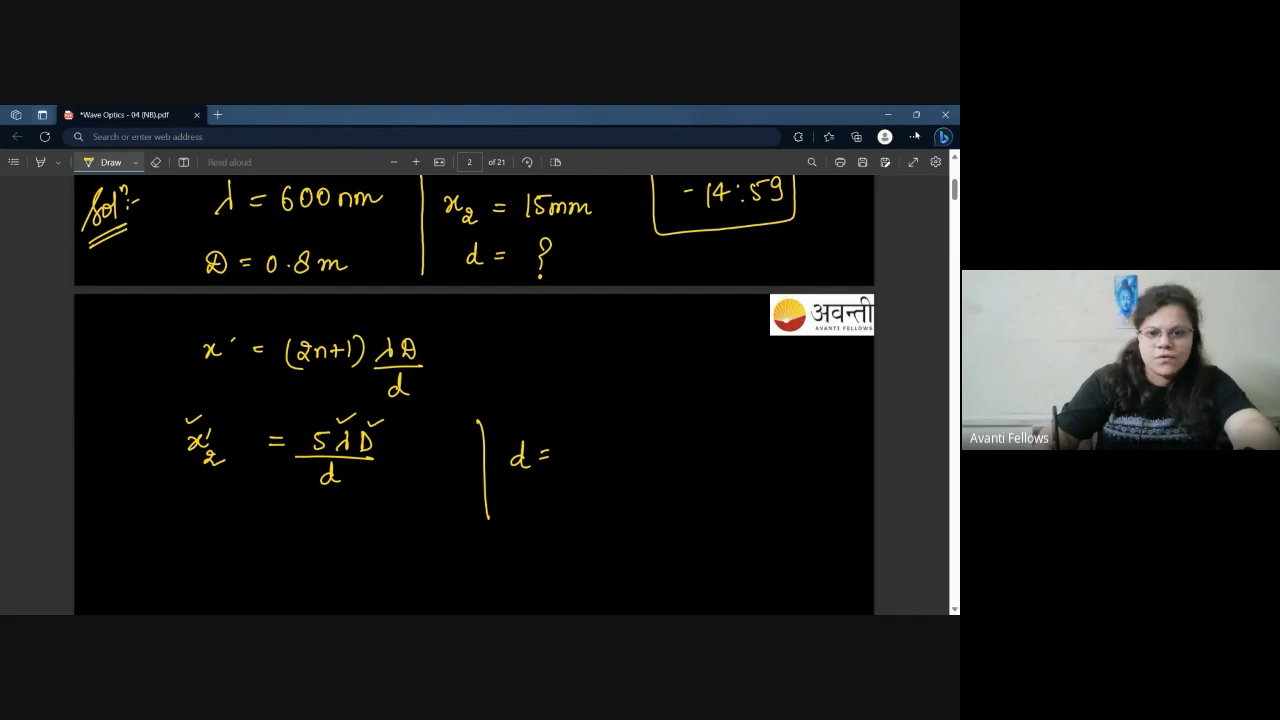 *Wave Optics - 04 (NB).pdf
Search or enter web address
Draw
Read aloud
2 of 21
Solⁿ:- λ = 600 nm
x₂ = 15mm
- 14:59
D = 0.8 m
d = ?
अवन्ती
AVANTI FELLOWS
x' = (2n+1) λD/d
x'₂ = 5λD/d
d =
Avanti Fellows